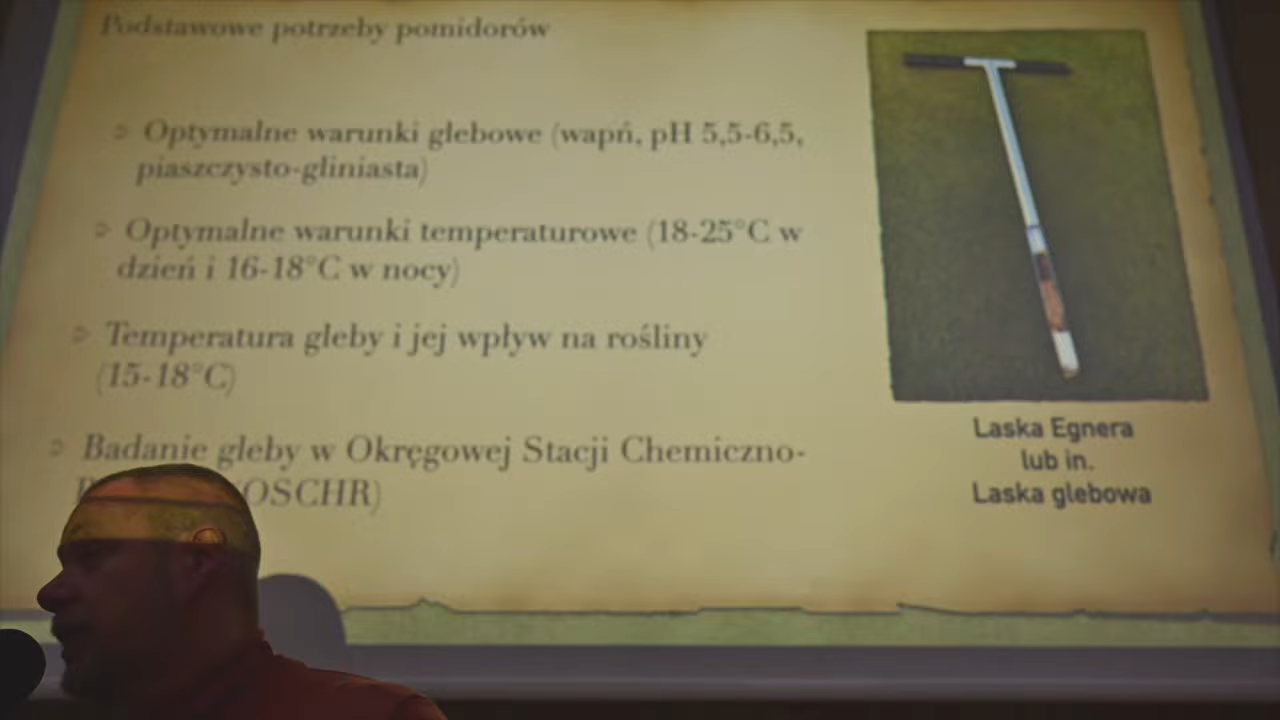 Podstawowe potrzeby pomidorów
Optymalne warunki glebowe (wapń, pH 5,5-6,5,
piaszczysto-gliniasta)
Optymalne warunki temperaturowe (18-25°C w
dzień i 16-18°C w nocy)
Temperatura gleby i jej wpływ na rośliny
(15-18°C)
Badanie gleby w Okręgowej Stacji Chemiczno-
OSCHR)
Laska Egnera
lub in.
Laska glebowa